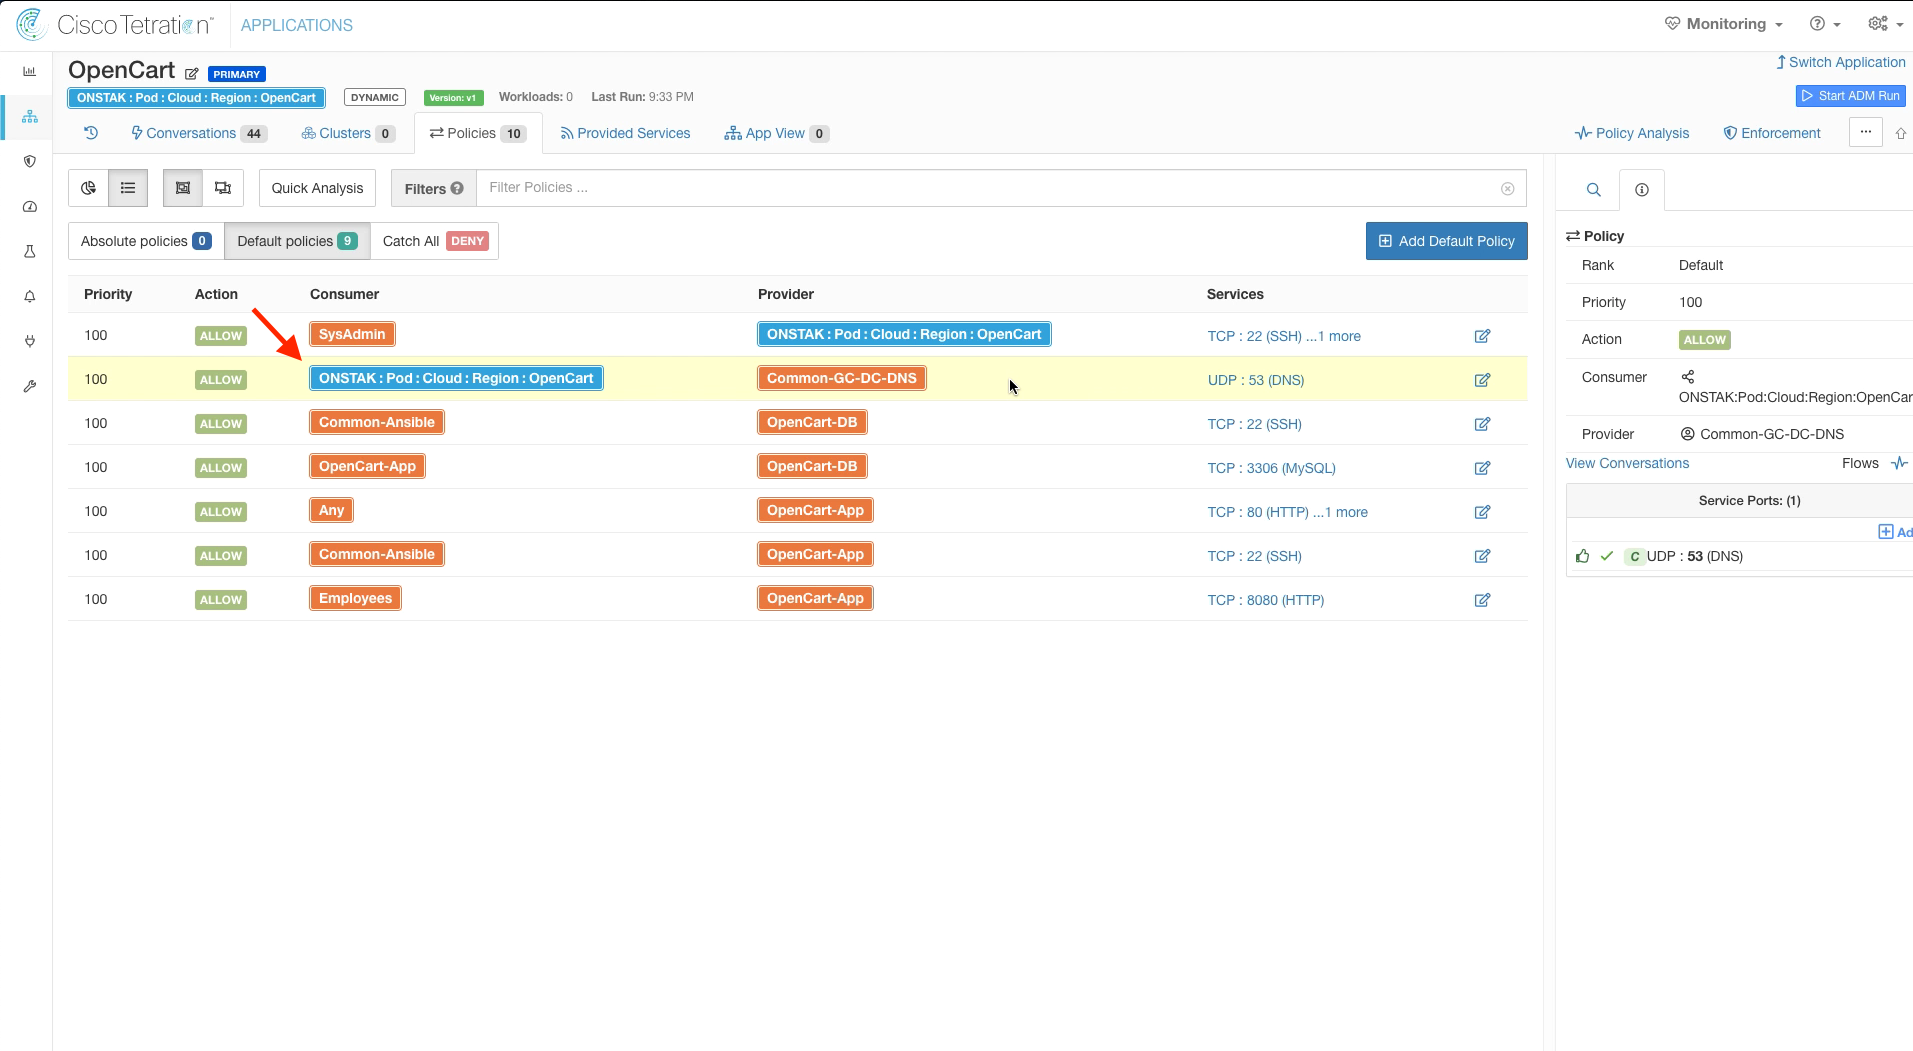 Cisco Tetration™ APPLICATIONS Monitoring
OpenCart PRIMARY Switch Application
ONSTAK : Pod : Cloud : Region : OpenCart DYNAMIC Version: v1 Workloads: 0 Last Run: 9:33 PM Start ADM Run
Conversations 44 Clusters 0 Policies 10 Provided Services App View 0 Policy Analysis Enforcement ...
Quick Analysis Filters ? Filter Policies ...
Absolute policies 0 Default policies 9 Catch All DENY Add Default Policy
Priority Action Consumer Provider Services
100 ALLOW SysAdmin ONSTAK : Pod : Cloud : Region : OpenCart TCP : 22 (SSH) ...1 more
100 ALLOW ONSTAK : Pod : Cloud : Region : OpenCart Common-GC-DC-DNS UDP : 53 (DNS)
100 ALLOW Common-Ansible OpenCart-DB TCP : 22 (SSH)
100 ALLOW OpenCart-App OpenCart-DB TCP : 3306 (MySQL)
100 ALLOW Any OpenCart-App TCP : 80 (HTTP) ...1 more
100 ALLOW Common-Ansible OpenCart-App TCP : 22 (SSH)
100 ALLOW Employees OpenCart-App TCP : 8080 (HTTP)
Policy
Rank Default
Priority 100
Action ALLOW
Consumer
ONSTAK:Pod:Cloud:Region:OpenCar
Provider Common-GC-DC-DNS
View Conversations Flows
Service Ports: (1)
Ad
C UDP : 53 (DNS)